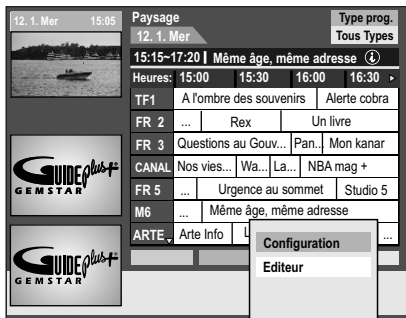 12. 1. Mer 15:05
Paysage Type prog.
12. 1. Mer Tous Types
15:15~17:20 Même âge, même adresse i
Heures: 15:00 15:30 16:00 16:30
TF1 A l'ombre des souvenirs Alerte cobra
FR 2 ... Rex Un livre
FR 3 Questions au Gouv... Pan... Mon kanar
CANAL Nos vies... Wa... La... NBA mag +
FR 5 ... Urgence au sommet Studio 5
M6 ... Même âge, même adresse
ARTE Arte Info ...
Configuration
Editeur
GUIDE plus+
GEMSTAR
GUIDE plus+
GEMSTAR